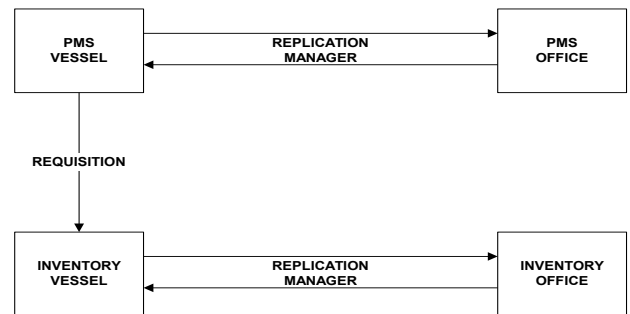 PMS
VESSEL
REPLICATION
MANAGER
PMS
OFFICE
REQUISITION
INVENTORY
VESSEL
REPLICATION
MANAGER
INVENTORY
OFFICE